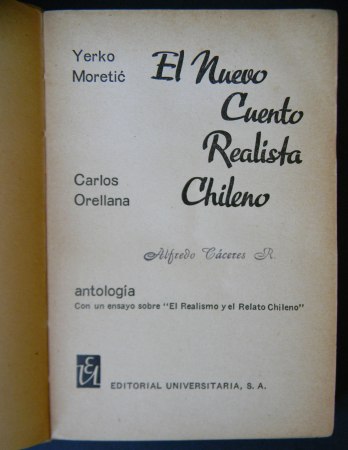 Yerko
Moretić
El Nuevo
Cuento
Realista
Chileno
Carlos
Orellana
Alfredo Cáceres R.
antología
Con un ensayo sobre "El Realismo y el Relato Chileno"
EU
EDITORIAL UNIVERSITARIA, S. A.